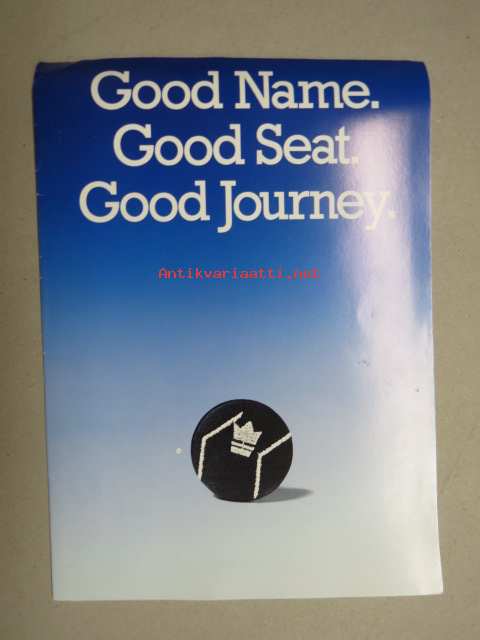 Good Name.
Good Seat.
Good Journey.
Antikvariaatti.net